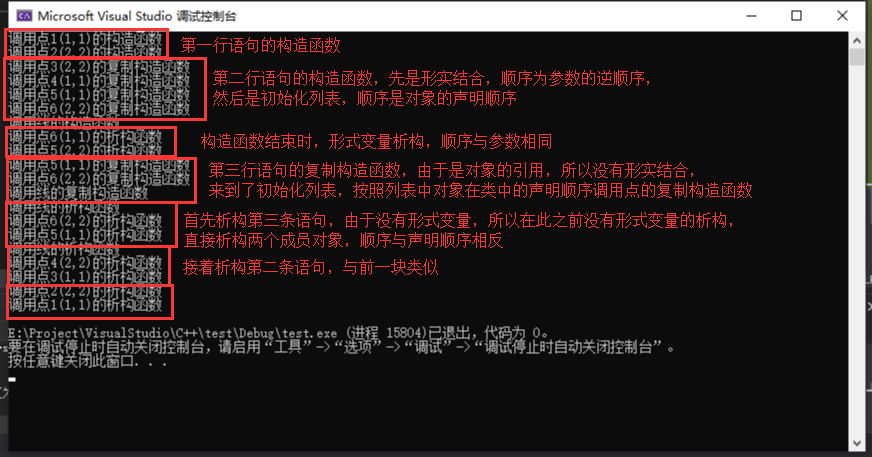 Microsoft Visual Studio 调试控制台
调用点1(1,1)的构造函数
第一行语句的构造函数
调用点2(2,2)的构造函数
调用点3(2,2)的复制构造函数
调用点4(1,1)的复制构造函数
调用点5(1,1)的复制构造函数
调用点6(2,2)的复制构造函数
第二行语句的构造函数，先是形实结合，顺序为参数的逆顺序，
然后是初始化列表，顺序是对象的声明顺序
调用线的构造函数
调用点6(1,1)的析构函数
调用点5(2,2)的析构函数
构造函数结束时，形式变量析构，顺序与参数相同
调用点5(1,1)的复制构造函数
调用点6(2,2)的复制构造函数
调用线的复制构造函数
第三行语句的复制构造函数，由于是对象的引用，所以没有形实结合，
来到了初始化列表，按照列表中对象在类中的声明顺序调用点的复制构造函数
调用线的析构函数
调用点6(2,2)的析构函数
调用点5(1,1)的析构函数
首先析构第三条语句，由于没有形式变量，所以在此之前没有形式变量的析构，
直接析构两个成员对象，顺序与声明顺序相反
调用线的析构函数
调用点4(2,2)的析构函数
调用点3(1,1)的析构函数
接着析构第二条语句，与前一块类似
调用点2(2,2)的析构函数
调用点1(1,1)的析构函数
E:\Project\VisualStudio\C++\test\Debug\test.exe (进程 15804)已退出，代码为 0。
要在调试停止时自动关闭控制台，请启用“工具”->“选项”->“调试”->“调试停止时自动关闭控制台”。
按任意键关闭此窗口. . .